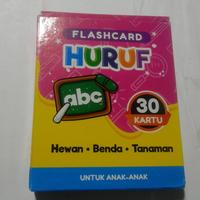 FLASHCARD
HURUF
abc
30
KARTU
Hewan • Benda • Tanaman
UNTUK ANAK-ANAK